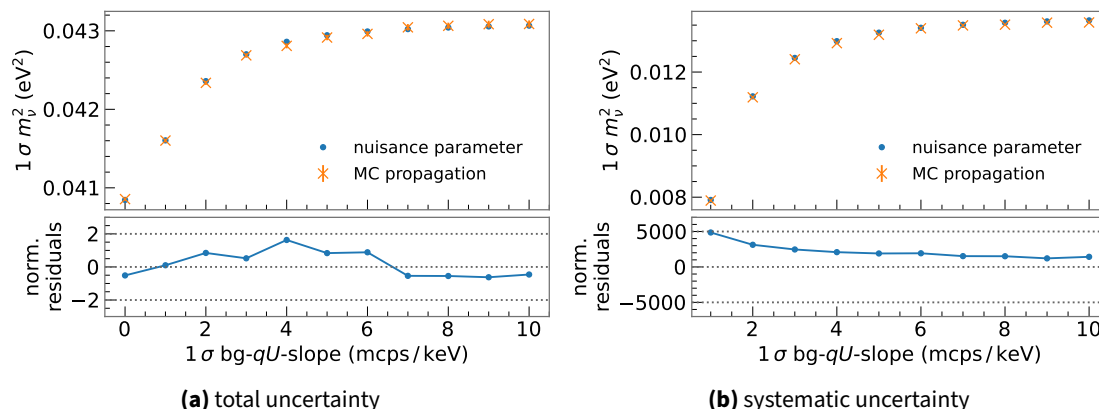 0.043
0.042
0.041
1 σ m²ᵥ (eV²)
nuisance parameter
MC propagation
2
0
−2
norm.
residuals
0 2 4 6 8 10
1 σ bg-qU-slope (mcps / keV)
(a) total uncertainty
0.012
0.010
0.008
1 σ m²ᵥ (eV²)
nuisance parameter
MC propagation
5000
0
−5000
norm.
residuals
2 4 6 8 10
1 σ bg-qU-slope (mcps / keV)
(b) systematic uncertainty